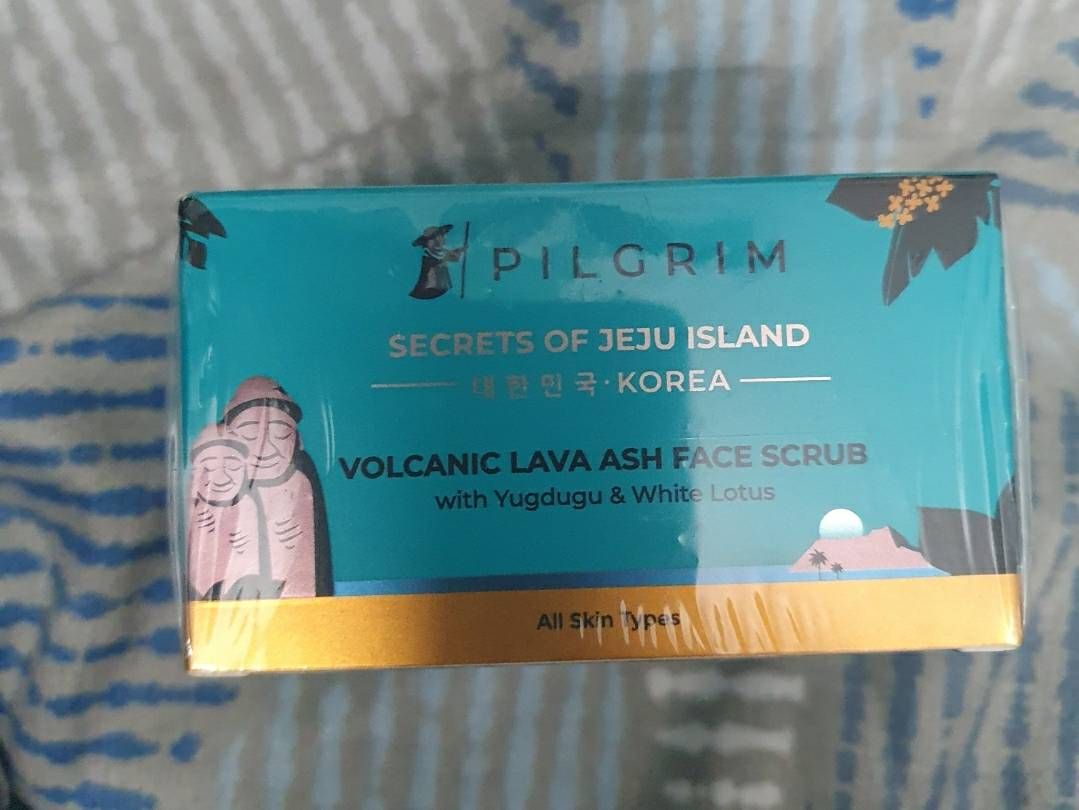 PILGRIM
SECRETS OF JEJU ISLAND
대한민국·KOREA
VOLCANIC LAVA ASH FACE SCRUB
with Yugdugu & White Lotus
All Skin Types